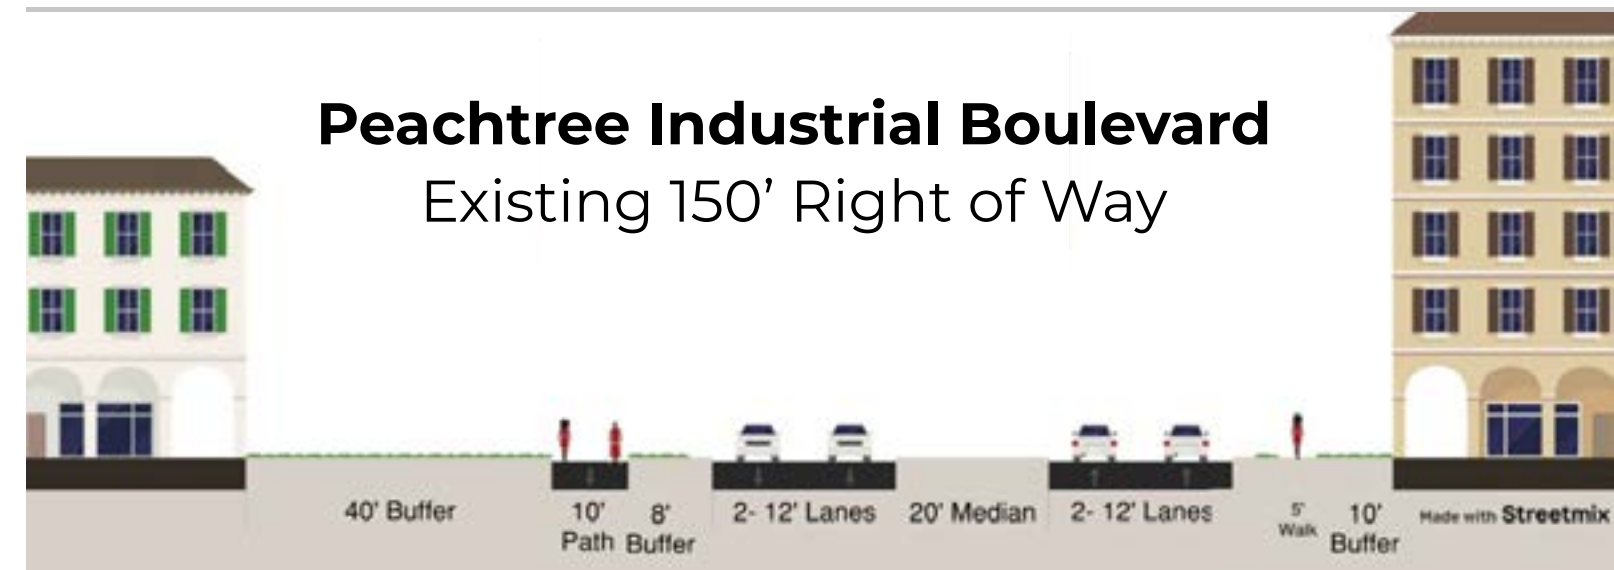 Peachtree Industrial Boulevard
Existing 150’ Right of Way
40' Buffer
10'
Path
8'
Buffer
2- 12' Lanes
20' Median
2- 12' Lanes
5'
Walk
10'
Buffer
Made with Streetmix